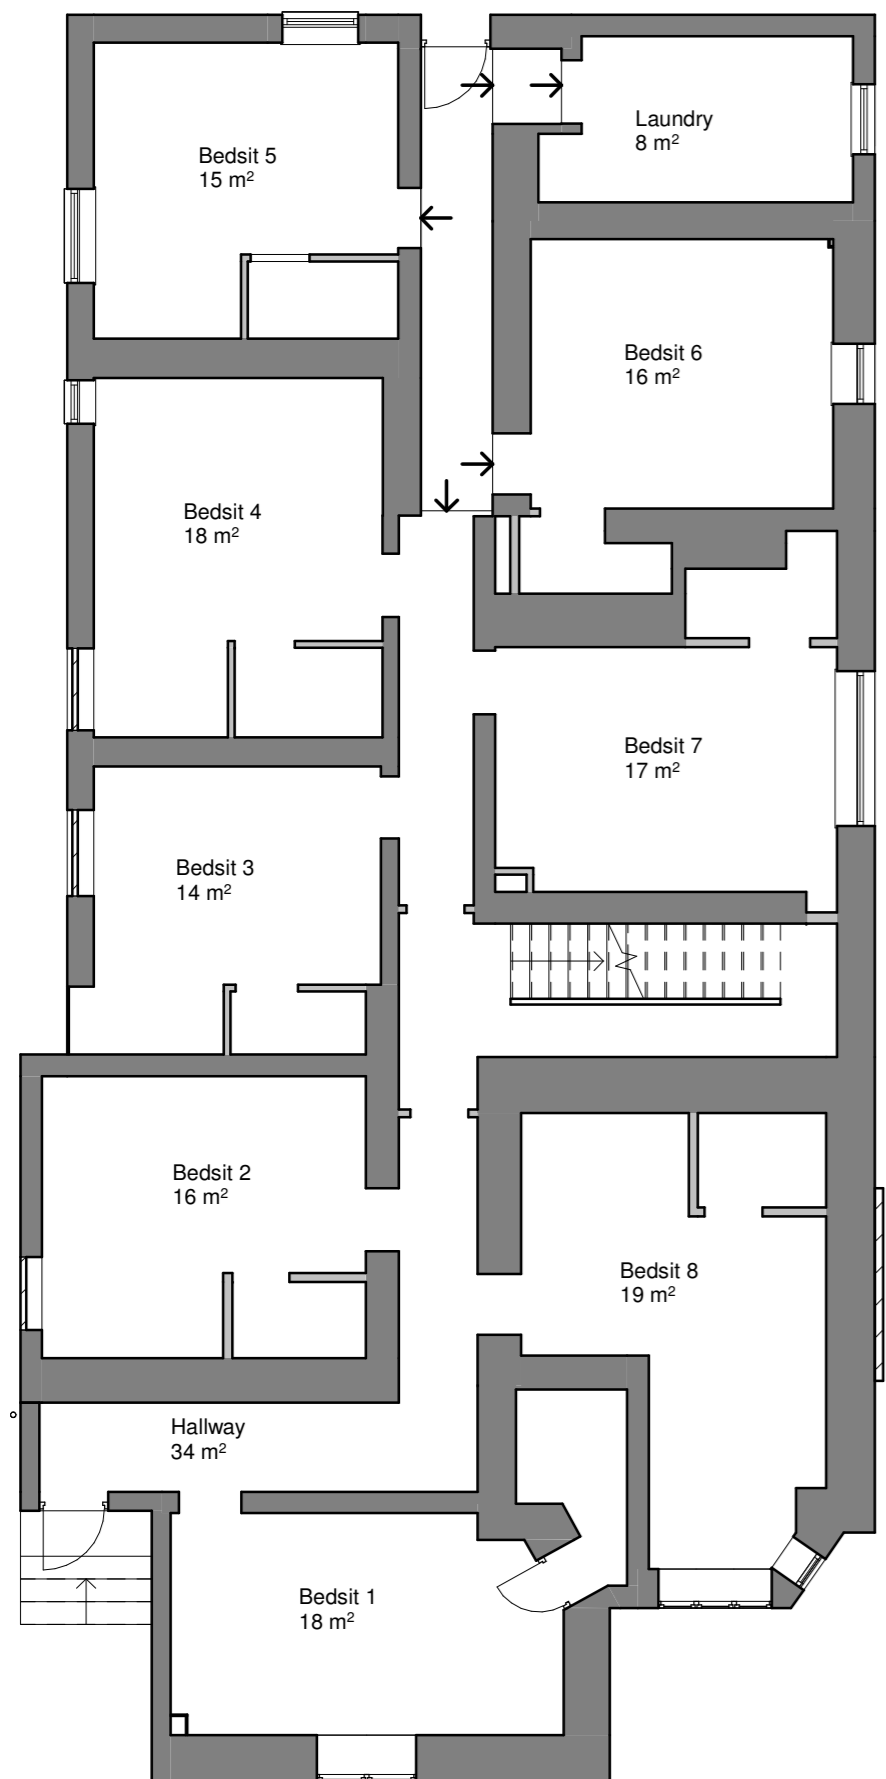 Laundry
8 m²
Bedsit 5
15 m²
Bedsit 6
16 m²
Bedsit 4
18 m²
Bedsit 7
17 m²
Bedsit 3
14 m²
Bedsit 2
16 m²
Bedsit 8
19 m²
Hallway
34 m²
Bedsit 1
18 m²